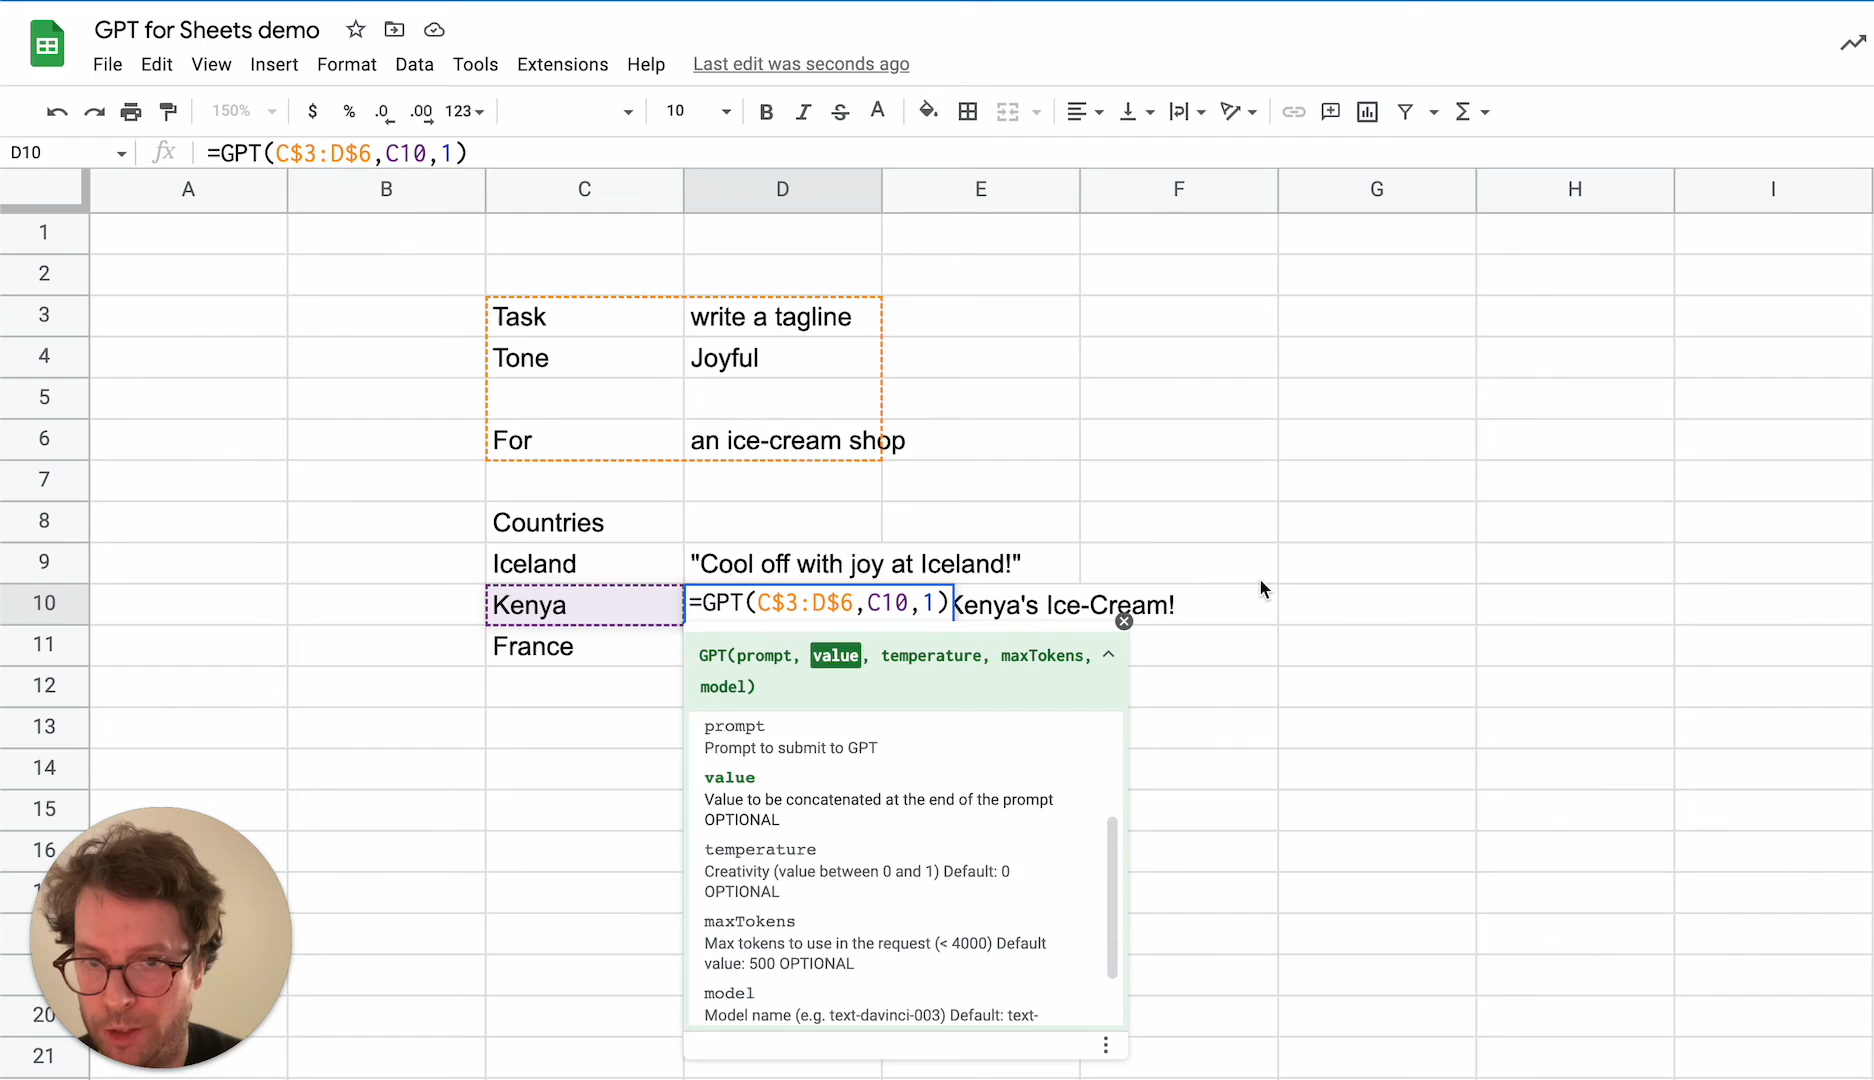 GPT for Sheets demo
File Edit View Insert Format Data Tools Extensions Help Last edit was seconds ago
150% $ % .0 .00 123 10 B I S A
D10 fx =GPT(C$3:D$6,C10,1)
A B C D E F G H I
1
2
3 Task write a tagline
4 Tone Joyful
5
6 For an ice-cream shop
7
8 Countries
9 Iceland "Cool off with joy at Iceland!"
10 Kenya =GPT(C$3:D$6,C10,1) Kenya's Ice-Cream!
11 France
GPT(prompt, value, temperature, maxTokens,
model)
12
13
prompt
Prompt to submit to GPT
14
value
Value to be concatenated at the end of the prompt
15
OPTIONAL
16
temperature
Creativity (value between 0 and 1) Default: 0
OPTIONAL
maxTokens
Max tokens to use in the request (< 4000) Default
value: 500 OPTIONAL
model
20
Model name (e.g. text-davinci-003) Default: text-
21